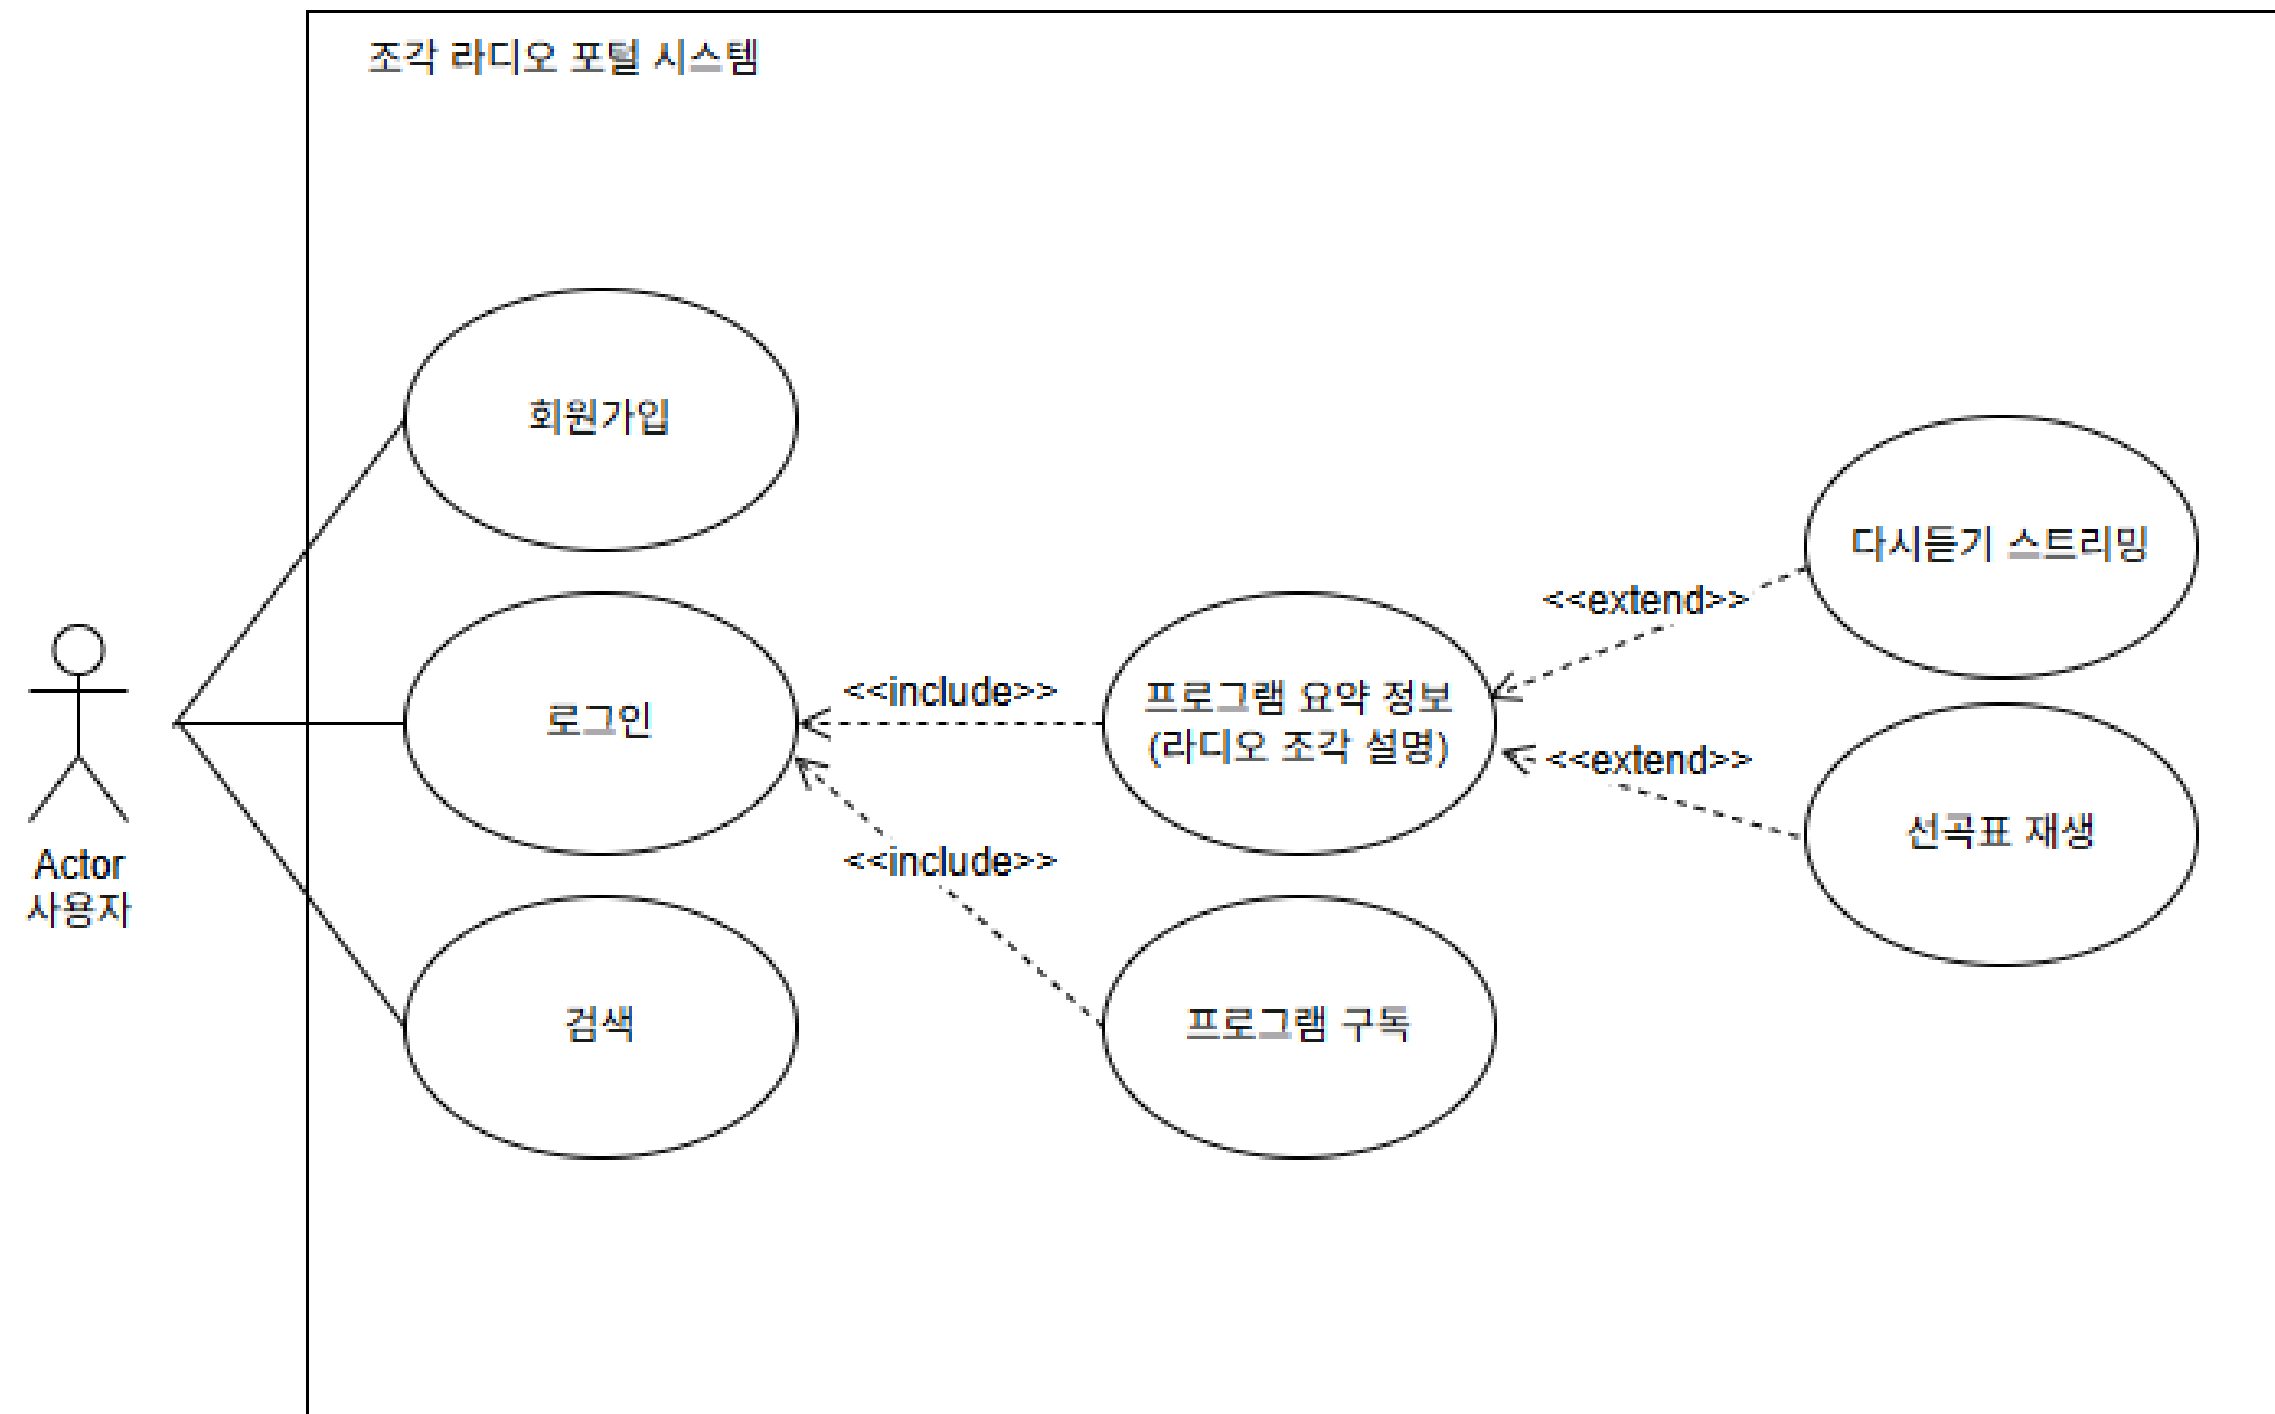 조각 라디오 포털 시스템
회원가입
다시듣기 스트리밍
<<extend>>
<<include>>
프로그램 요약 정보
(라디오 조각 설명)
로그인
<<extend>>
선곡표 재생
<<include>>
Actor
사용자
검색
프로그램 구독